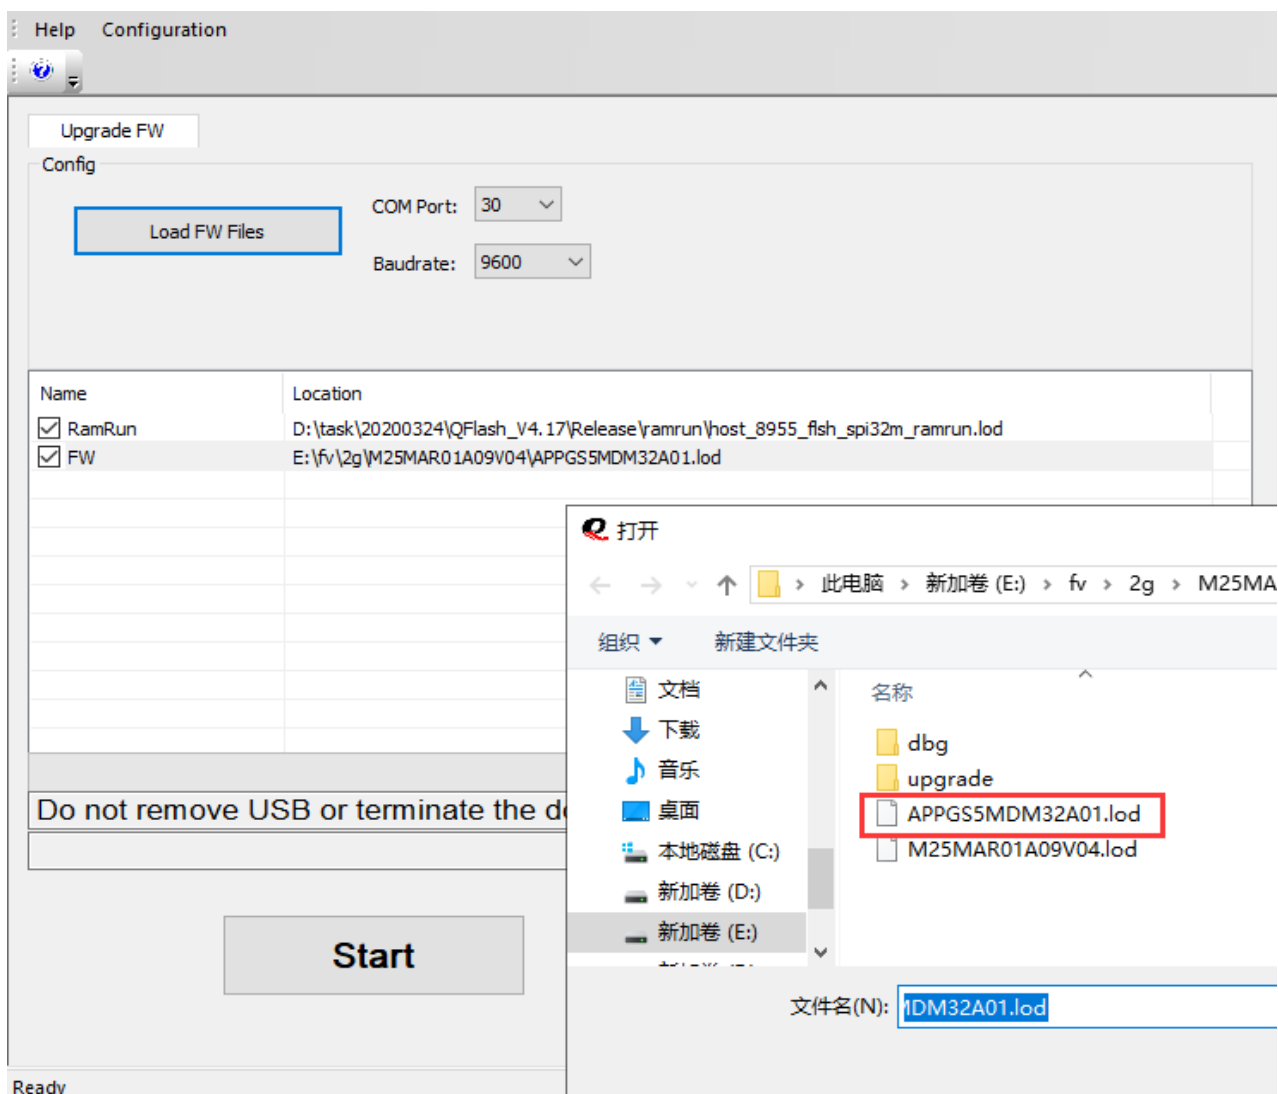 Help Configuration
Upgrade FW
Config
Load FW Files
COM Port: 30
Baudrate: 9600
Name Location
RamRun D:\task\20200324\QFlash_V4.17\Release\ramrun\host_8955_flsh_spi32m_ramrun.lod
FW E:\fv\2g\M25MAR01A09V04\APPGS5MDM32A01.lod
打开
此电脑 > 新加卷 (E:) > fv > 2g > M25MA
组织 新建文件夹
文档
下载
音乐
桌面
本地磁盘 (C:)
新加卷 (D:)
新加卷 (E:)
名称
dbg
upgrade
APPGS5MDM32A01.lod
M25MAR01A09V04.lod
文件名(N): MDM32A01.lod
Do not remove USB or terminate the d
Start
Ready